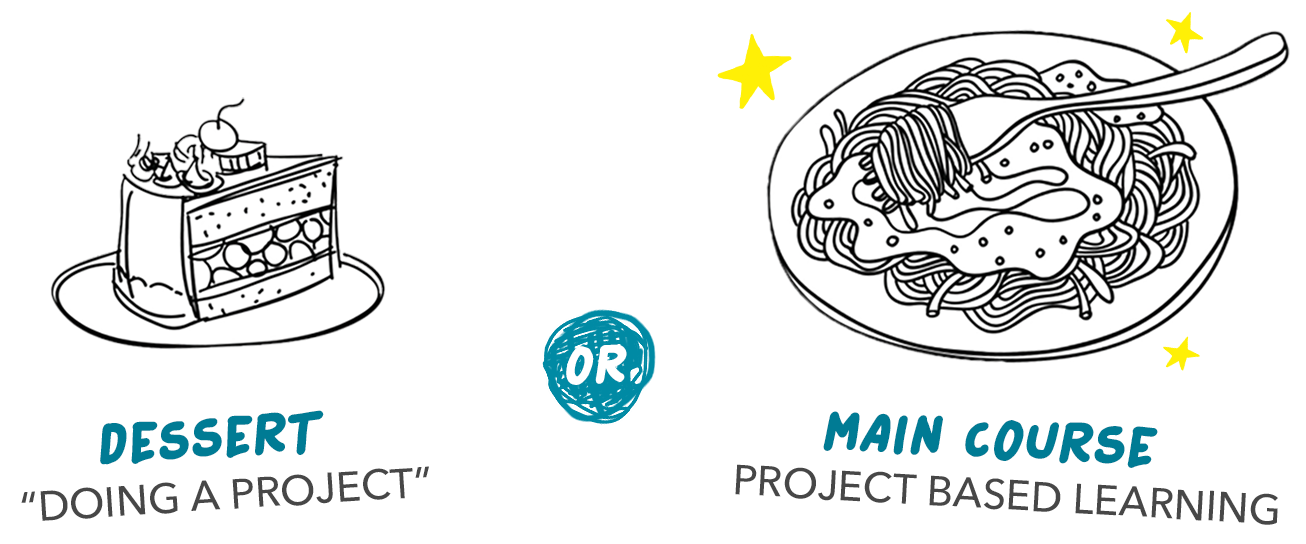 DESSERT
“DOING A PROJECT”
OR,
MAIN COURSE
PROJECT BASED LEARNING